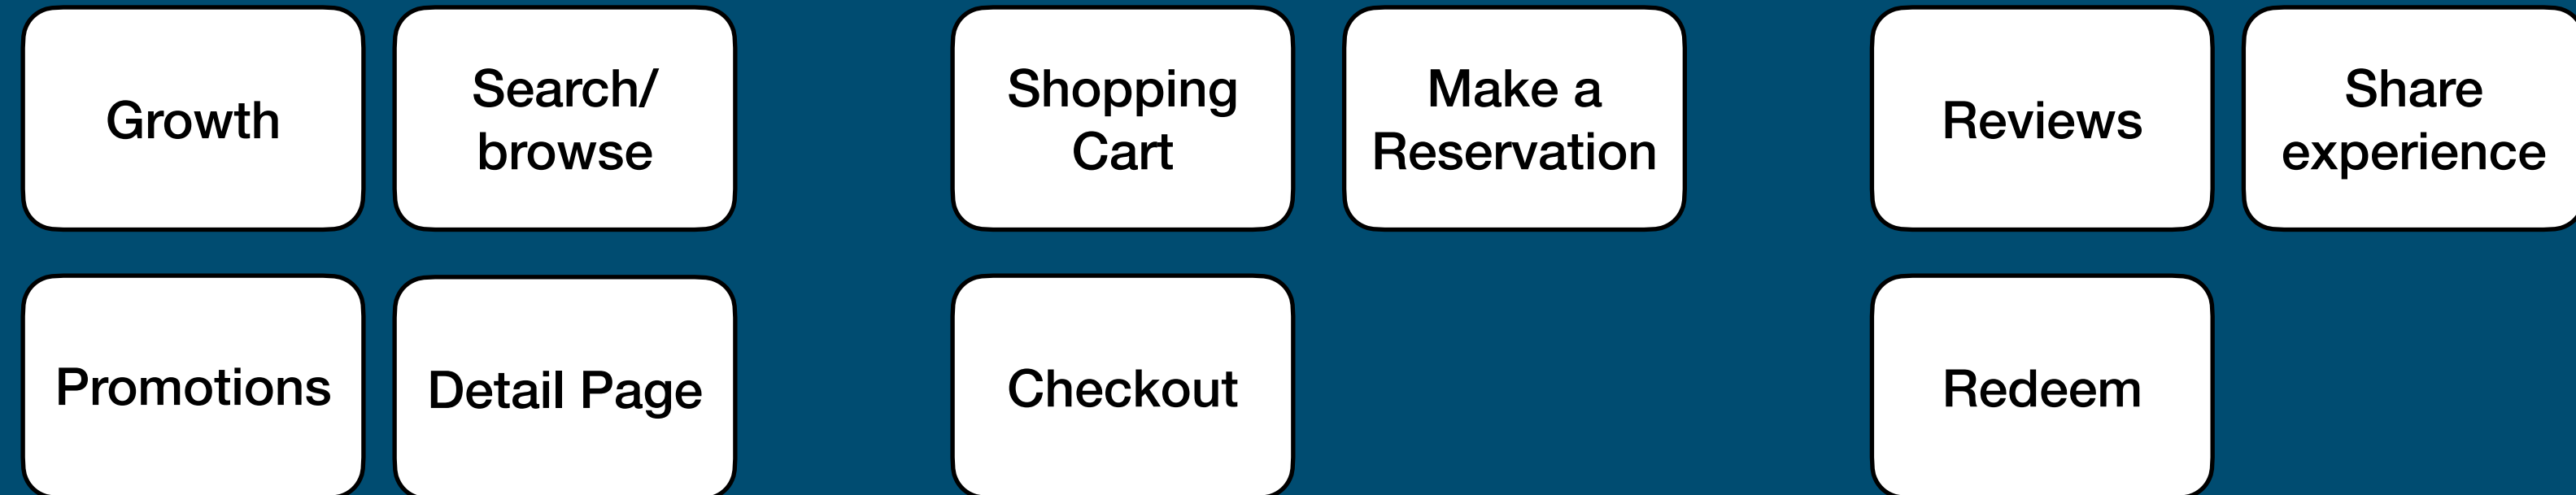 Growth
Search/
browse
Shopping
Cart
Make a
Reservation
Reviews
Share
experience
Promotions
Detail Page
Checkout
Redeem